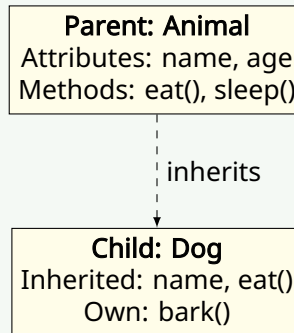 Parent: Animal
Attributes: name, age
Methods: eat(), sleep()
inherits
Child: Dog
Inherited: name, eat()
Own: bark()